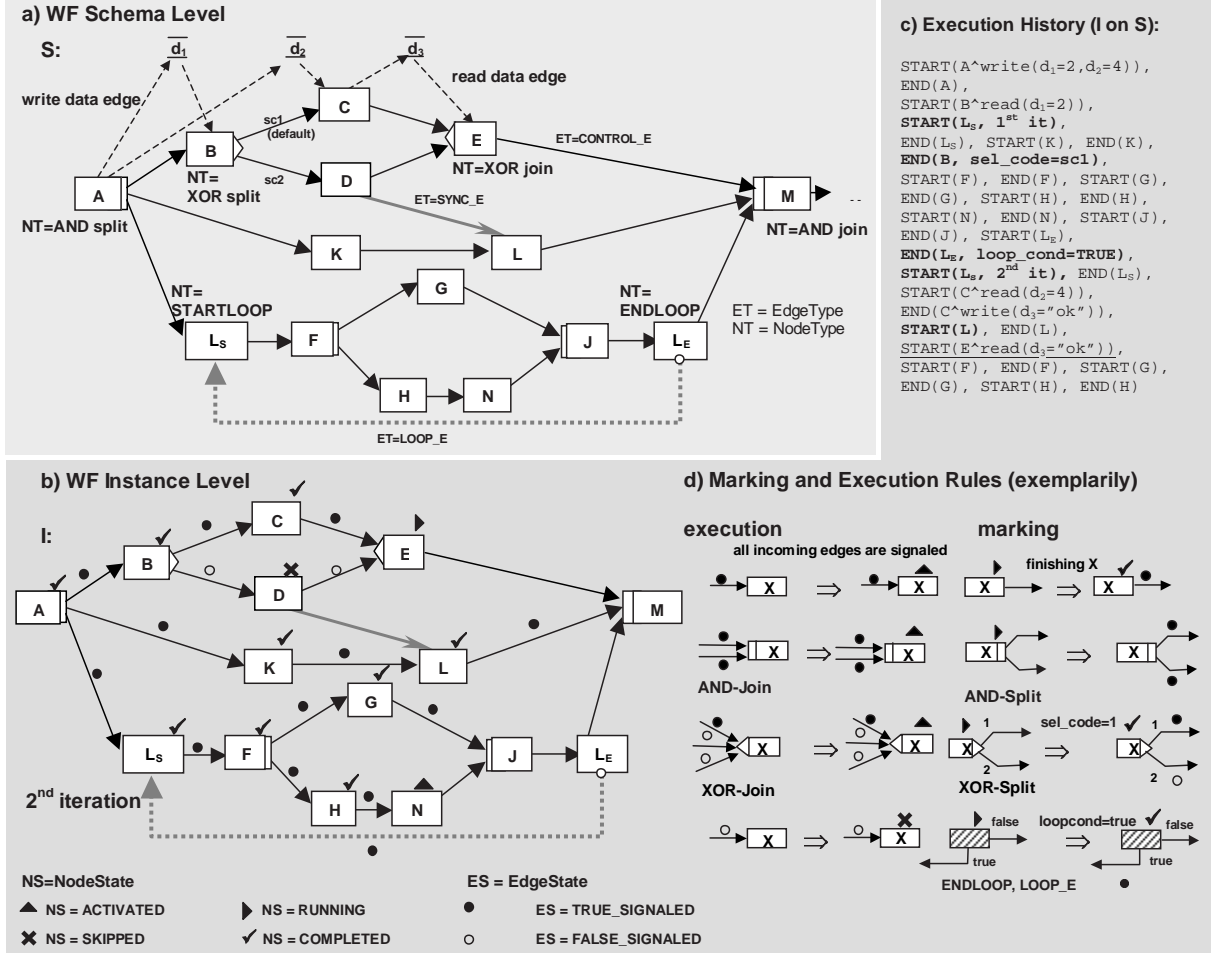 a) WF Schema Level
S:
d1
d2
d3
write data edge
read data edge
sc1
(default)
C
B
E
ET=CONTROL_E
NT=
XOR split
sc2
D
NT=XOR join
A
M
..
NT=AND split
ET=SYNC_E
NT=AND join
K
L
NT=
STARTLOOP
G
NT=
ENDLOOP
ET = EdgeType
NT = NodeType
LS
F
J
LE
H
N
ET=LOOP_E
c) Execution History (I on S):
START(A^write(d1=2,d2=4)),
END(A),
START(B^read(d1=2)),
START(LS, 1st it),
END(LS), START(K), END(K),
END(B, sel_code=sc1),
START(F), END(F), START(G),
END(G), START(H), END(H),
START(N), END(N), START(J),
END(J), START(LE),
END(LE, loop_cond=TRUE),
START(LS, 2nd it), END(LS),
START(C^read(d2=4)),
END(C^write(d3="ok")),
START(L), END(L),
START(E^read(d3="ok")),
START(F), END(F), START(G),
END(G), START(H), END(H)
b) WF Instance Level
I:
C
B
E
D
A
M
K
L
G
LS
F
J
LE
H
N
2nd iteration
NS=NodeState
ES = EdgeState
NS = ACTIVATED
NS = RUNNING
ES = TRUE_SIGNALED
NS = SKIPPED
NS = COMPLETED
ES = FALSE_SIGNALED
d) Marking and Execution Rules (exemplarily)
execution
marking
all incoming edges are signaled
finishing X
X
⇒
X
X
⇒
X
X
⇒
X
X
⇒
X
AND-Join
AND-Split
X
⇒
X
X
1
2
sel_code=1
⇒
X
1
2
XOR-Join
XOR-Split
X
⇒
X
false
true
loopcond=true
⇒
false
true
ENDLOOP, LOOP_E